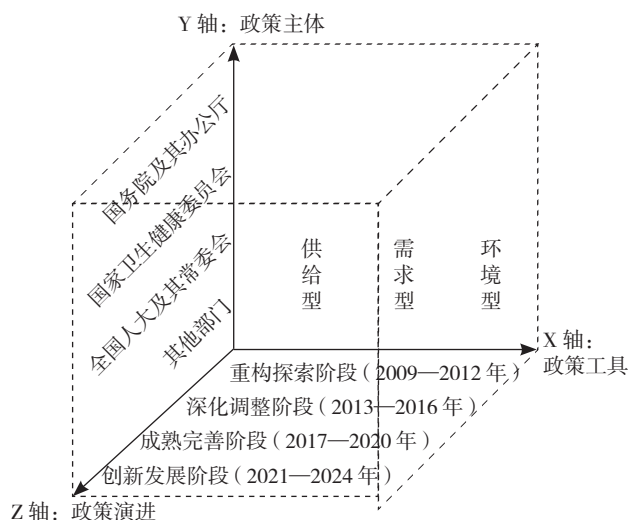 Y 轴：政策主体
国务院及其办公厅
国家卫生健康委员会
全国人大及其常委会
其他部门
供给型
需求型
环境型
X 轴：
政策工具
重构探索阶段（2009—2012 年）
深化调整阶段（2013—2016 年）
成熟完善阶段（2017—2020 年）
创新发展阶段（2021—2024 年）
Z 轴：政策演进